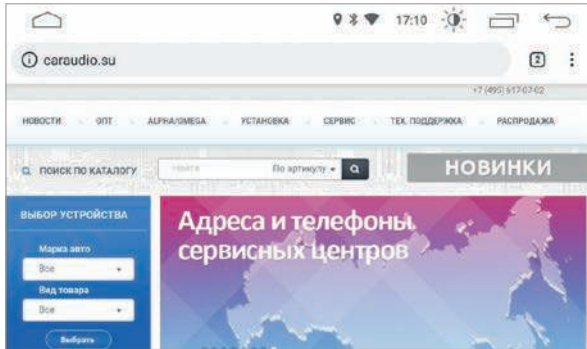 17:10
caraudio.su
2
+7 (495) 617-07-02
НОВОСТИ ОПТ ALPHA/OMEGA УСТАНОВКА СЕРВИС ТЕХ. ПОДДЕРЖКА РАСПРОДАЖА
ПОИСК ПО КАТАЛОГУ По артикулу НОВИНКИ
ВЫБОР УСТРОЙСТВА
Марка авто
Все
Вид товара
Все
Выбрать
Адреса и телефоны
сервисных центров